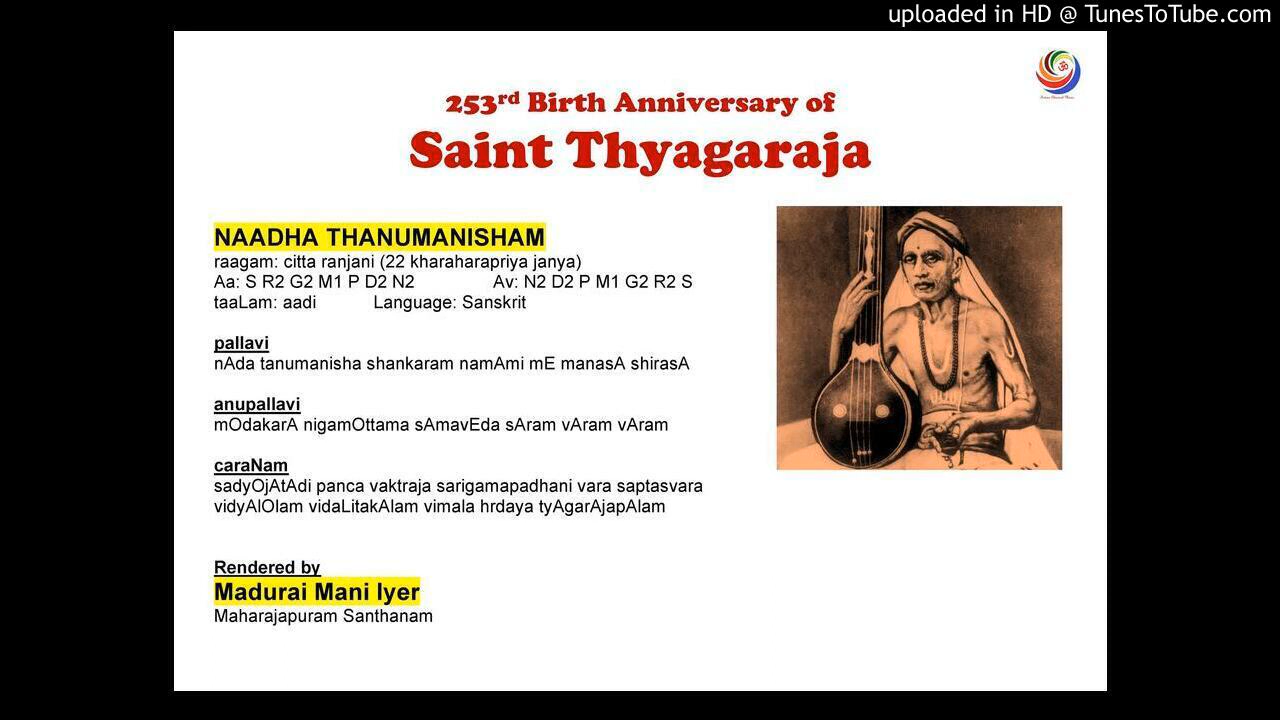 uploaded in HD @ TunesToTube.com
253rd Birth Anniversary of
Saint Thyagaraja
NAADHA THANUMANISHAM
raagam: citta ranjani (22 kharaharapriya janya)
Aa: S R2 G2 M1 P D2 N2 Av: N2 D2 P M1 G2 R2 S
taaLam: aadi Language: Sanskrit
pallavi
nAda tanumanisha shankaram namAmi mE manasA shirasA
anupallavi
mOdakarA nigamOttama sAmavEda sAram vAram vAram
caraNam
sadyOjAtAdi panca vaktraja sarigamapadhani vara saptasvara
vidyAlOlam vidaLitakAlam vimala hrdaya tyAgarAjapAlam
Rendered by
Madurai Mani Iyer
Maharajapuram Santhanam